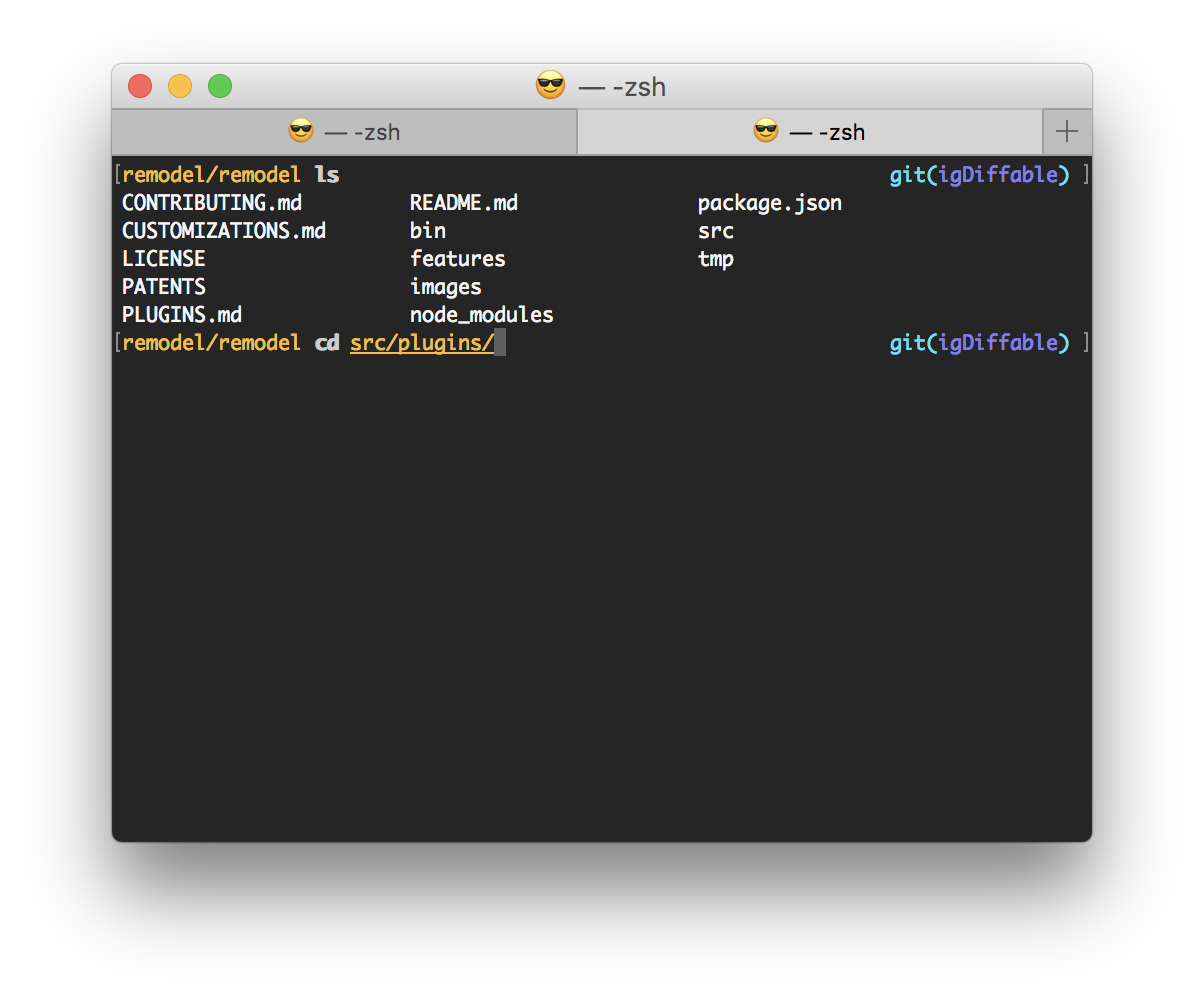 😎 — -zsh
😎 — -zsh 😎 — -zsh +
[remodel/remodel ls git(igDiffable) ]
CONTRIBUTING.md README.md package.json
CUSTOMIZATIONS.md bin src
LICENSE features tmp
PATENTS images
PLUGINS.md node_modules
[remodel/remodel cd src/plugins/ git(igDiffable) ]